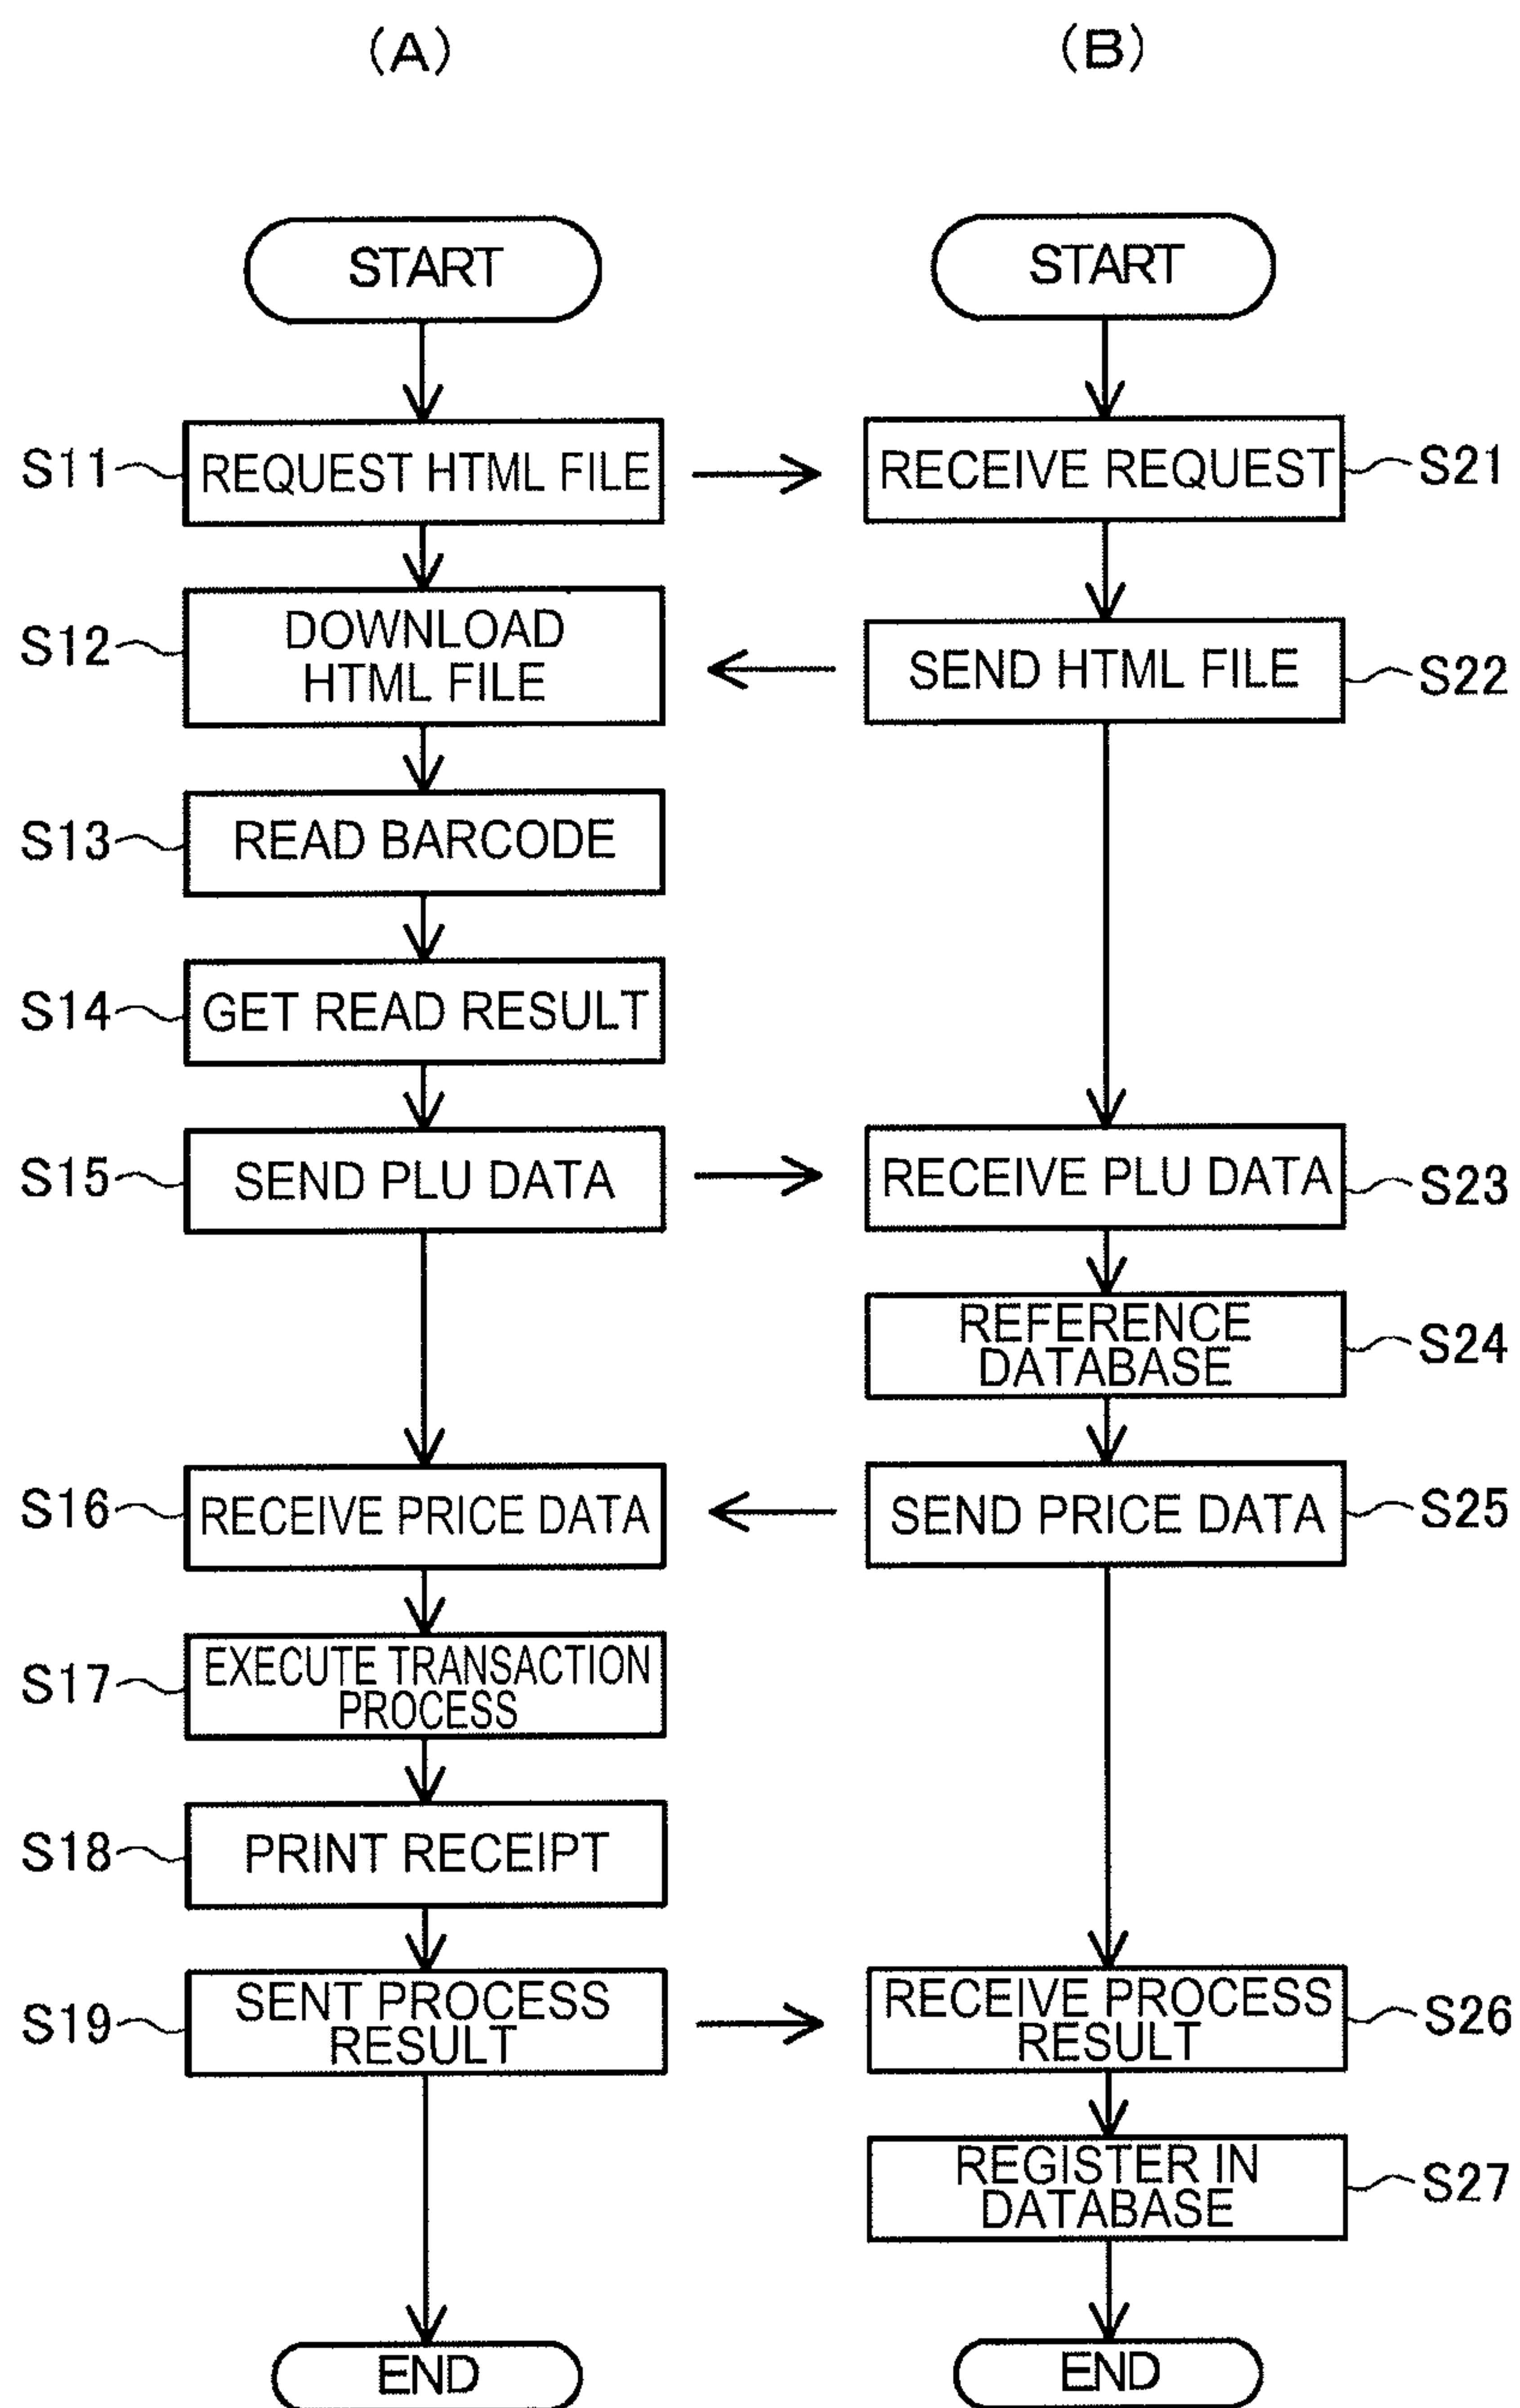 (A)
START
S11
REQUEST HTML FILE
S12
DOWNLOAD
HTML FILE
S13
READ BARCODE
S14
GET READ RESULT
S15
SEND PLU DATA
S16
RECEIVE PRICE DATA
S17
EXECUTE TRANSACTION
PROCESS
S18
PRINT RECEIPT
S19
SENT PROCESS
RESULT
END
(B)
START
RECEIVE REQUEST
S21
SEND HTML FILE
S22
RECEIVE PLU DATA
S23
REFERENCE
DATABASE
S24
SEND PRICE DATA
S25
RECEIVE PROCESS
RESULT
S26
REGISTER IN
DATABASE
S27
END